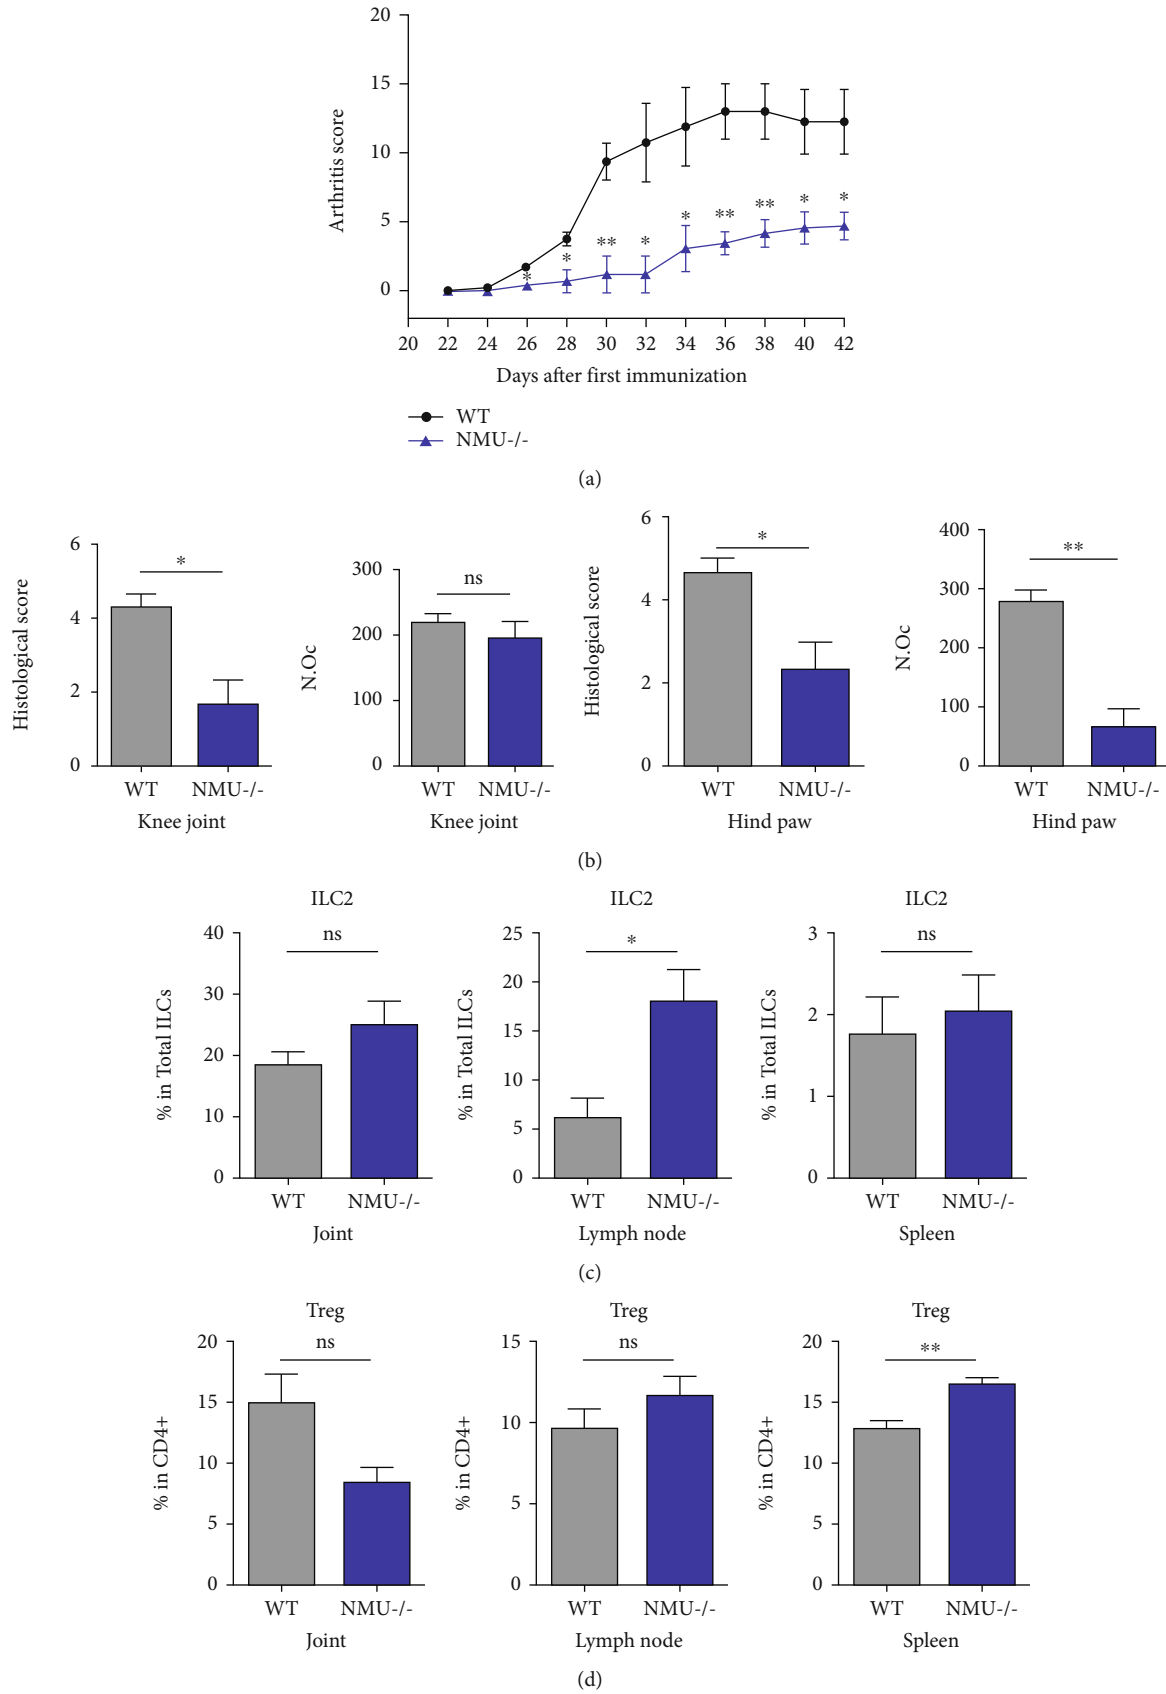 20
15
10
5
0
Arthritis score
* * ** * * ** ** * *
20 22 24 26 28 30 32 34 36 38 40 42
Days after first immunization
WT
NMU-/-
(a)
6
4
2
0
Histological score
*
WT NMU-/-
Knee joint
300
200
100
0
N.Oc
ns
WT NMU-/-
Knee joint
6
4
2
0
Histological score
*
WT NMU-/-
Hind paw
400
300
200
100
0
N.Oc
**
WT NMU-/-
Hind paw
(b)
ILC2
40
30
20
10
0
% in Total ILCs
ns
WT NMU-/-
Joint
ILC2
25
20
15
10
5
0
% in Total ILCs
*
WT NMU-/-
Lymph node
ILC2
3
2
1
0
% in Total ILCs
ns
WT NMU-/-
Spleen
(c)
Treg
20
15
10
5
0
% in CD4+
ns
WT NMU-/-
Joint
Treg
15
10
5
0
% in CD4+
ns
WT NMU-/-
Lymph node
Treg
20
15
10
5
0
% in CD4+
**
WT NMU-/-
Spleen
(d)